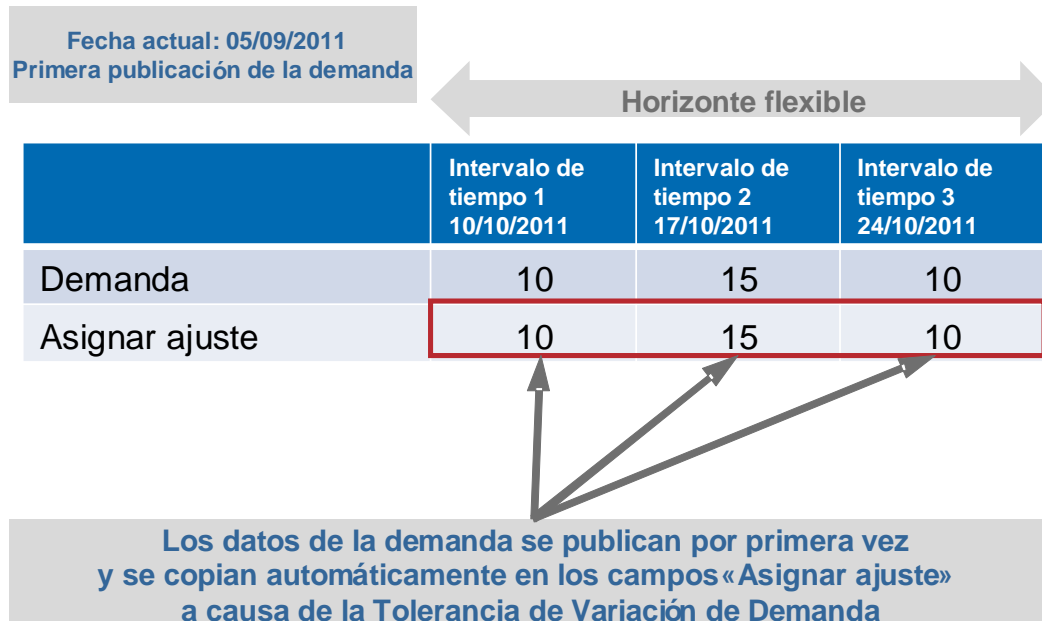 Fecha actual: 05/09/2011
Primera publicación de la demanda
Horizonte flexible
Intervalo de tiempo 1 10/10/2011
Intervalo de tiempo 2 17/10/2011
Intervalo de tiempo 3 24/10/2011
Demanda 10 15 10
Asignar ajuste 10 15 10
Los datos de la demanda se publican por primera vez
y se copian automáticamente en los campos «Asignar ajuste»
a causa de la Tolerancia de Variación de Demanda